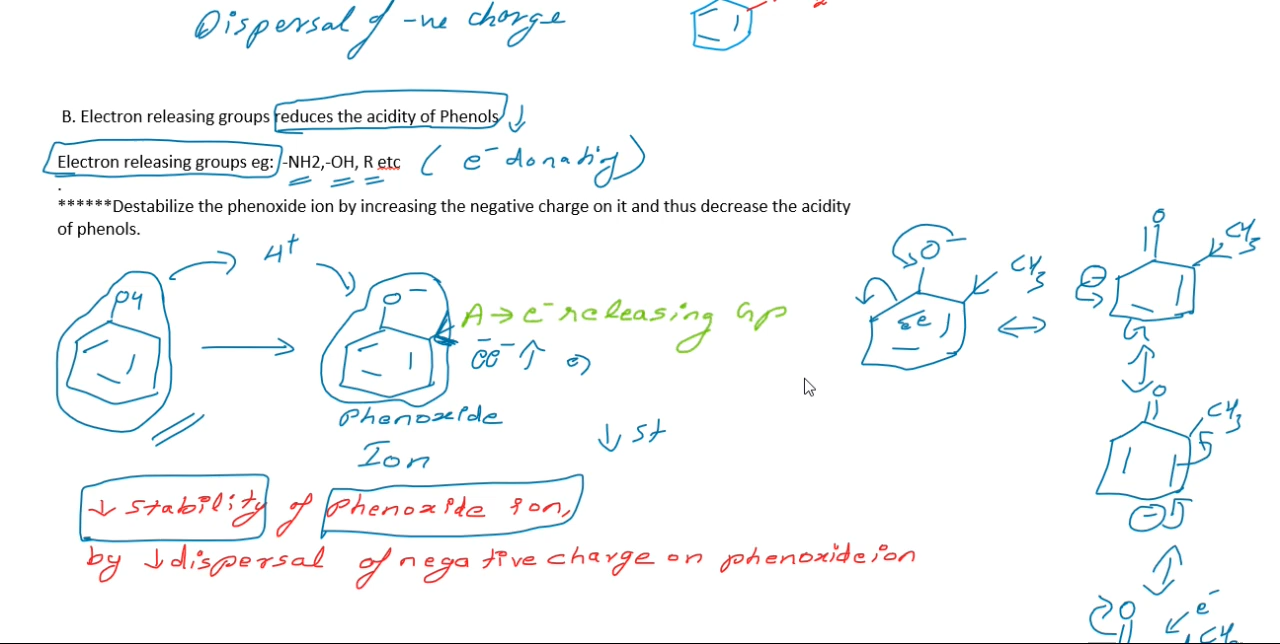 Dispersal of -ve charge
B. Electron releasing groups reduces the acidity of Phenols ↓
Electron releasing groups eg: -NH2,-OH, R etc ( e⁻ donating)
.
******Destabilize the phenoxide ion by increasing the negative charge on it and thus decrease the acidity
of phenols.
H⁺
OH
O⁻
A → e⁻ releasing Gp
Phenoxide
Ion
↓ St
↓ stability of phenoxide ion,
by ↓ dispersal of negative charge on phenoxide ion
O⁻
CH₃
O
CH₃
O
CH₃
O
e⁻
CH₃